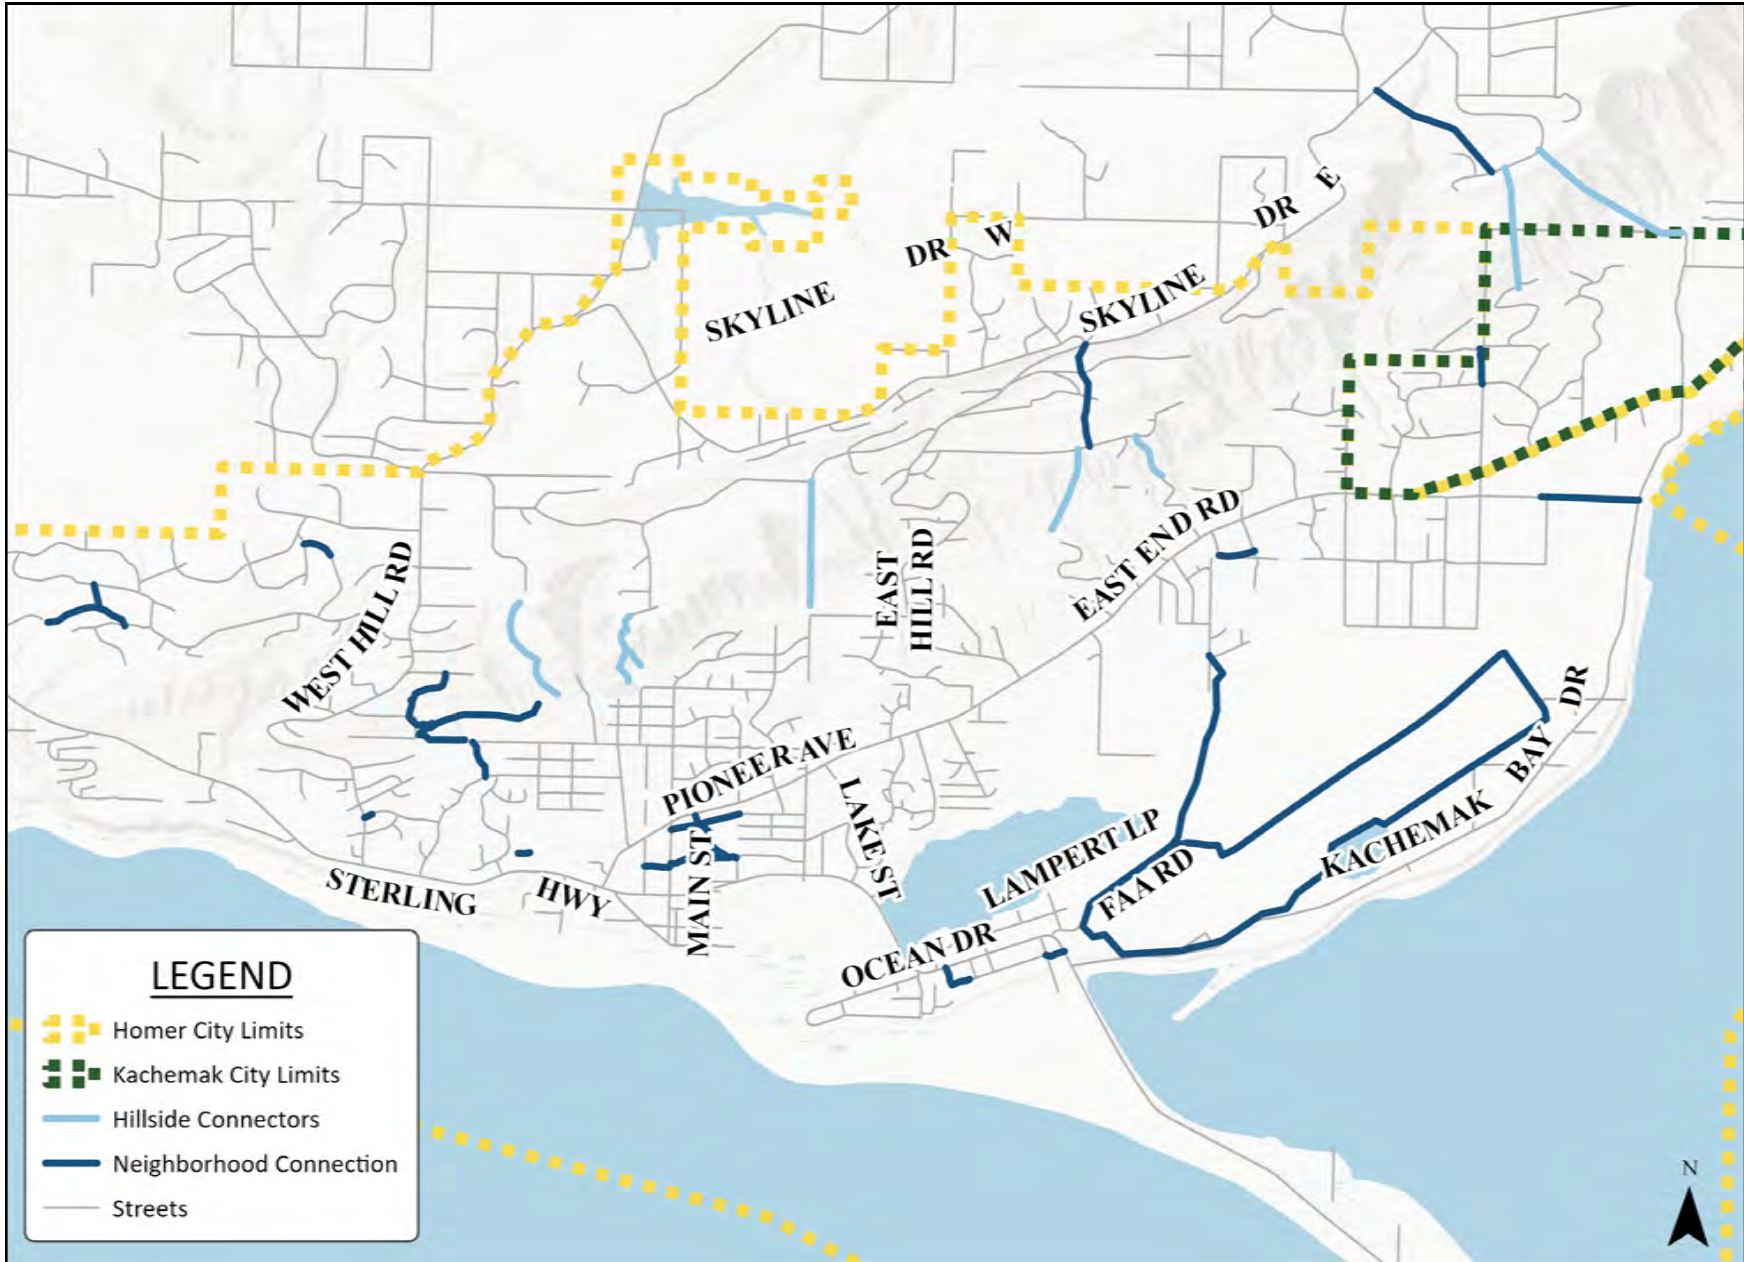 DR E
DR W
SKYLINE
SKYLINE
EAST END RD
EAST
HILL RD
WEST HILL RD
DR
BAY
KACHEMAK
PIONEER AVE
LAKE ST
LAMPERT LP
FAA RD
MAIN ST
STERLING
HWY
OCEAN DR
LEGEND
Homer City Limits
Kachemak City Limits
Hillside Connectors
Neighborhood Connection
Streets
N